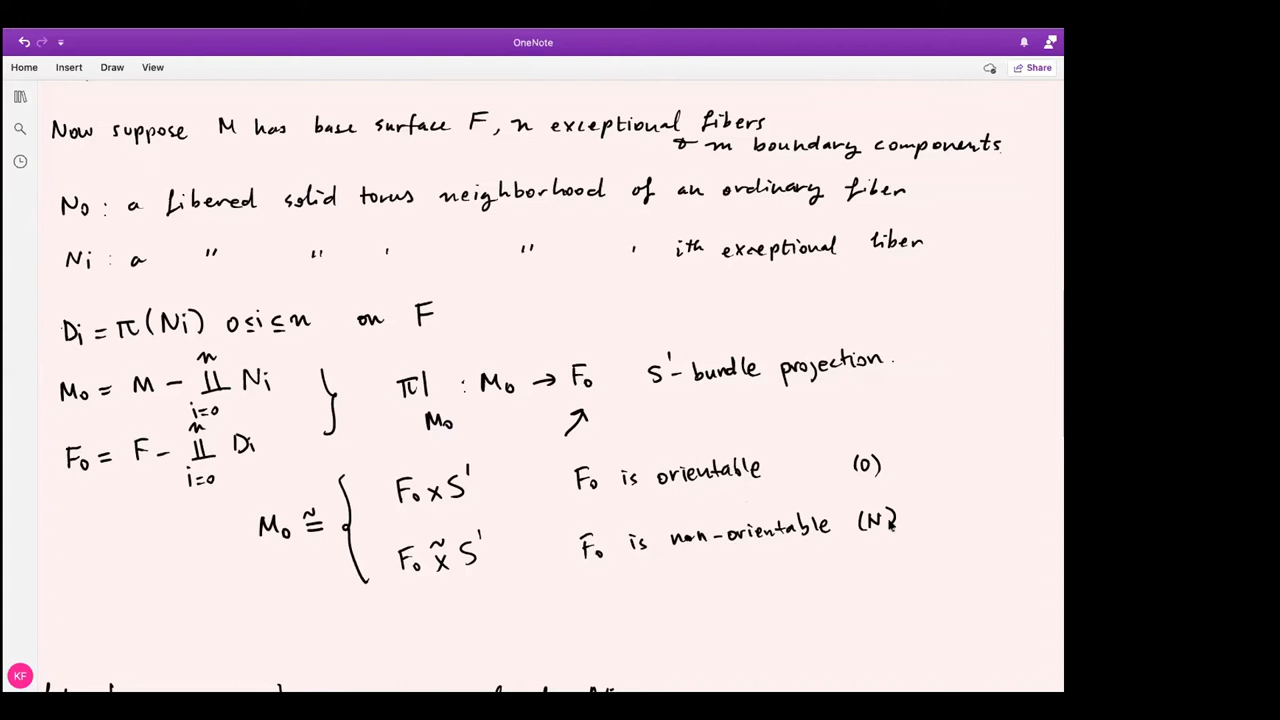 OneNote
Home Insert Draw View Share
Now suppose M has base surface F, n exceptional fibers
& m boundary components
N₀ : a fibered solid torus neighborhood of an ordinary fiber
Nᵢ : a " " ' " ' ith exceptional fiber
Dᵢ = π(Nᵢ) 0≤i≤n on F
M₀ = M - ∐ᵢ₌₀ⁿ Nᵢ } π|M₀ : M₀ → F₀ S¹-bundle projection.
F₀ = F - ∐ᵢ₌₀ⁿ Dᵢ
M₀ ≅ { F₀ × S¹ F₀ is orientable (O)
F₀ ×̃ S¹ F₀ is non-orientable (N)
KF